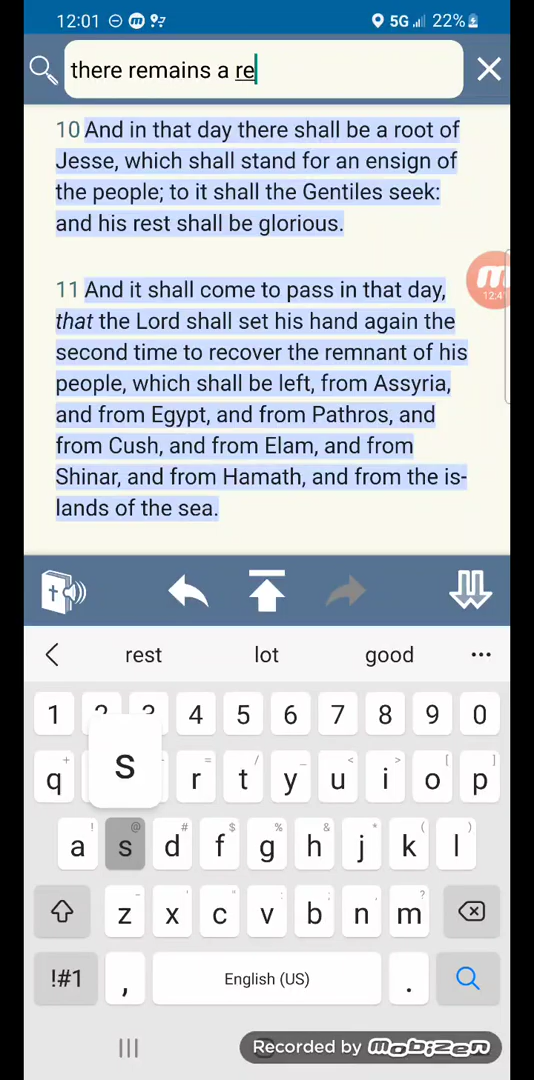 12:01 5G 22%
there remains a re
10 And in that day there shall be a root of
Jesse, which shall stand for an ensign of
the people; to it shall the Gentiles seek:
and his rest shall be glorious.
12:41
11 And it shall come to pass in that day,
that the Lord shall set his hand again the
second time to recover the remnant of his
people, which shall be left, from Assyria,
and from Egypt, and from Pathros, and
from Cush, and from Elam, and from
Shinar, and from Hamath, and from the is-
lands of the sea.
rest lot good ...
1 2 3 4 5 6 7 8 9 0
s
+ = / _ < > [ ]
q r t y u i o p
! @ # $ % & * ( )
a s d f g h j k l
- ' " : ; ?
z x c v b n m
!#1 , English (US) .
Recorded by mobizen